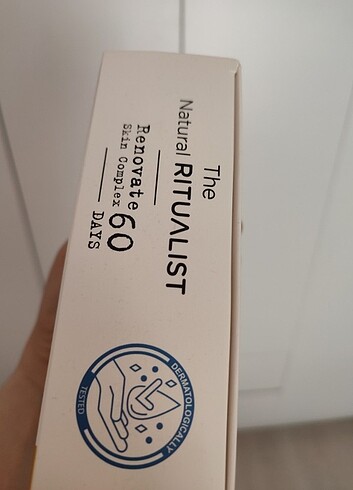 The
Natural RITUALIST
Renovate
Skin Complex
60
DAYS
DERMATOLOGICALLY
TESTED